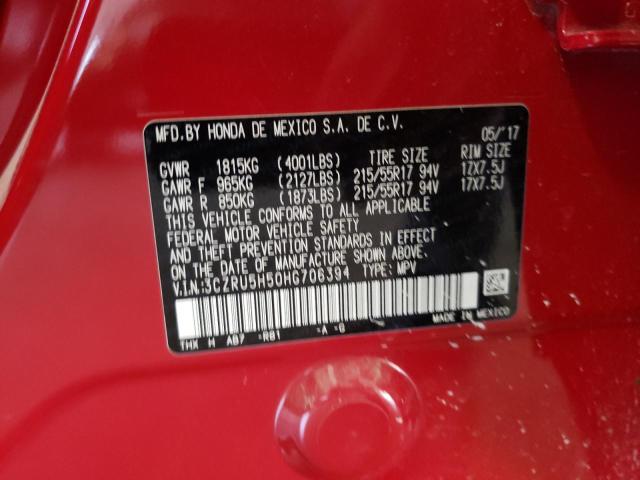 MFD.BY HONDA DE MEXICO S.A. DE C.V. 05/'17
GVWR 1815KG (4001LBS) TIRE SIZE RIM SIZE
GAWR F 965KG (2127LBS) 215/55R17 94V 17X7.5J
GAWR R 850KG (1873LBS) 215/55R17 94V 17X7.5J
THIS VEHICLE CONFORMS TO ALL APPLICABLE
FEDERAL MOTOR VEHICLE SAFETY
AND THEFT PREVENTION STANDARDS IN EFFECT
ON THE DATE OF MANUFACTURE SHOWN ABOVE.
V.I.N:3CZRU5H50HG706394 TYPE: MPV
THX H AB7 -R81 -A -G MADE IN MEXICO